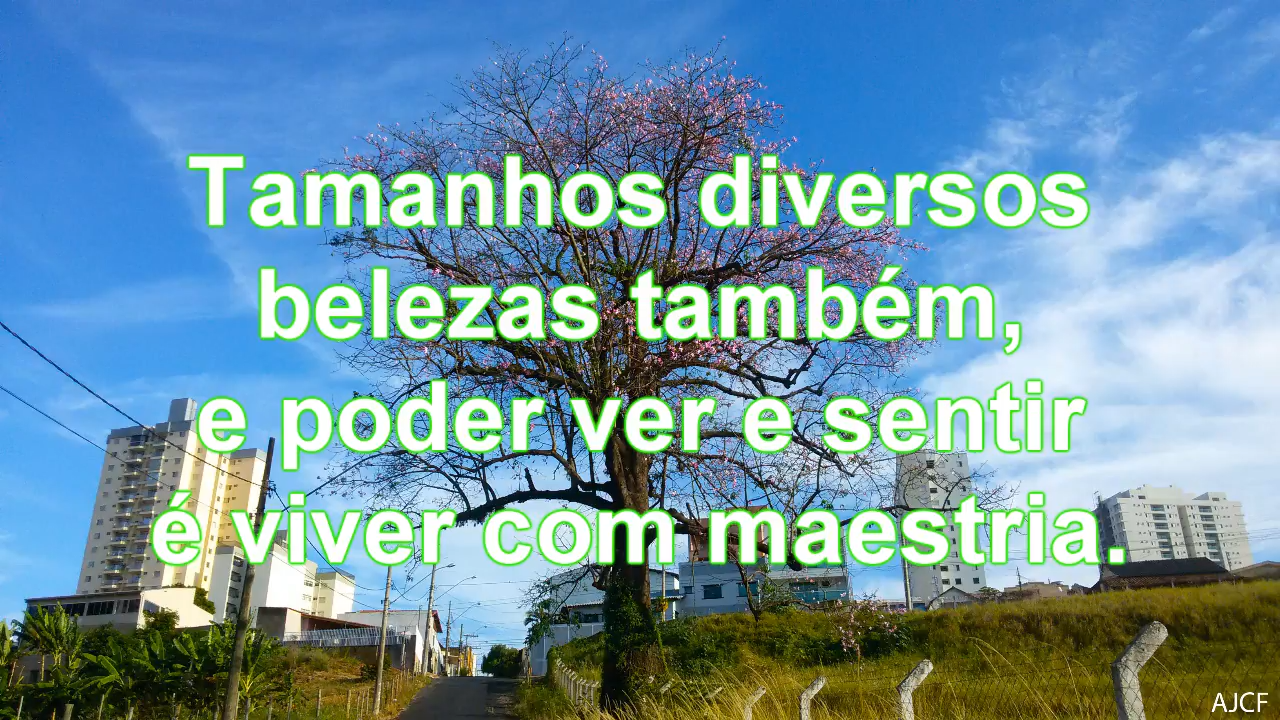 Tamanhos diversos
belezas também,
e poder ver e sentir
é viver com maestria.
AJCF